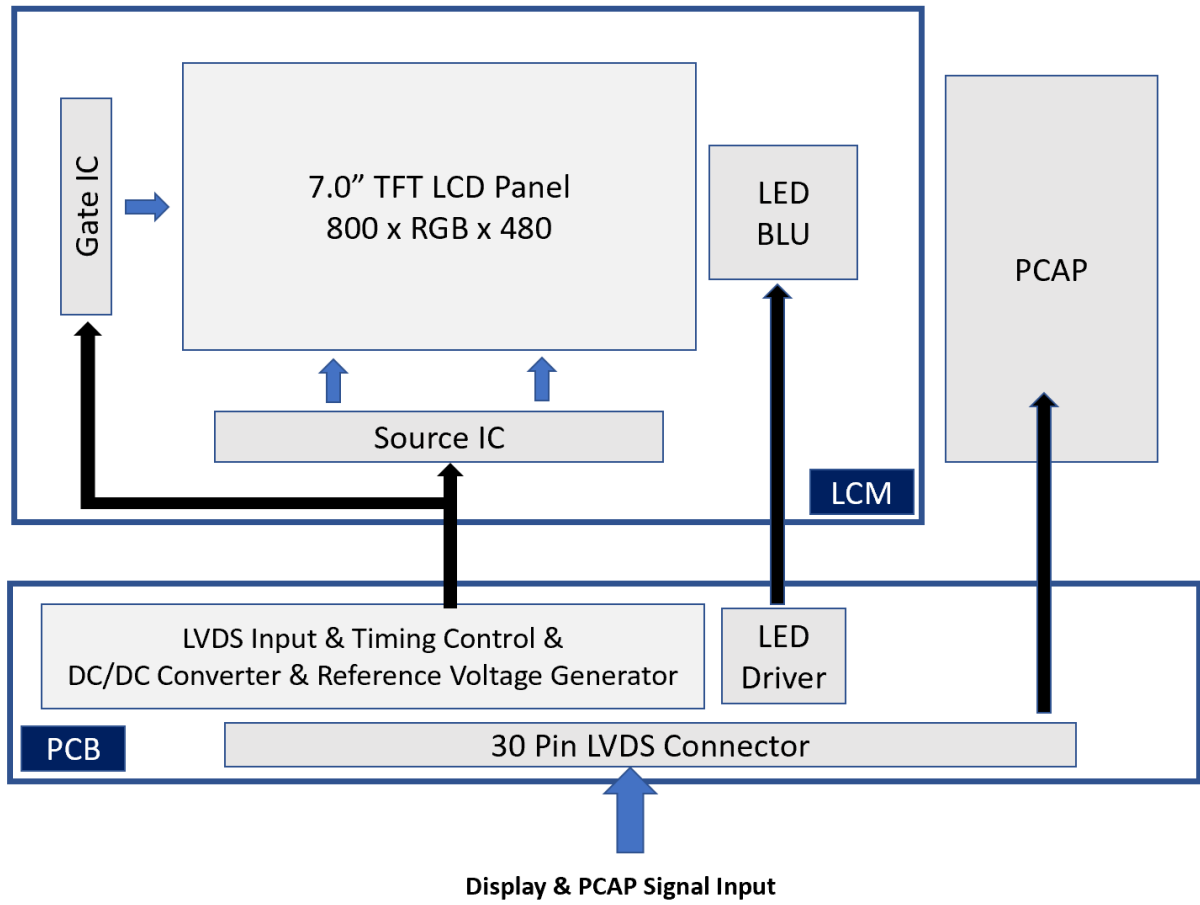 Gate IC
7.0” TFT LCD Panel
800 x RGB x 480
LED
BLU
PCAP
Source IC
LCM
LVDS Input & Timing Control &
DC/DC Converter & Reference Voltage Generator
LED
Driver
PCB
30 Pin LVDS Connector
Display & PCAP Signal Input